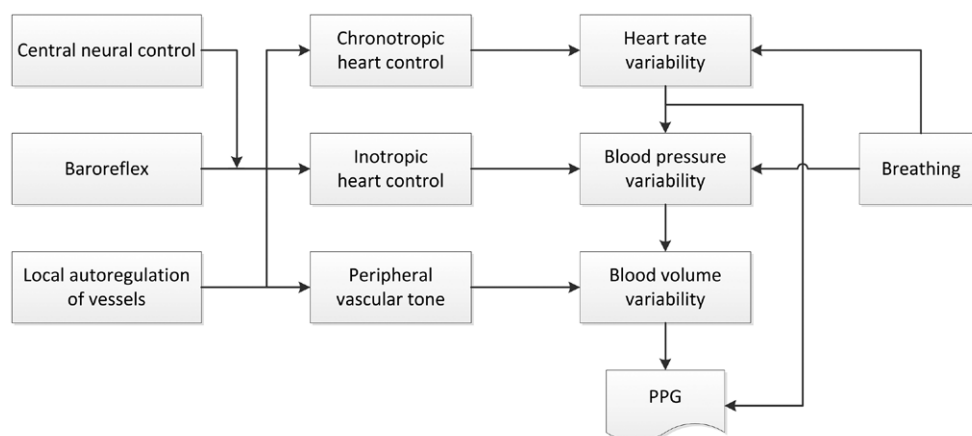 Central neural control
Chronotropic
heart control
Heart rate
variability
Baroreflex
Inotropic
heart control
Blood pressure
variability
Breathing
Local autoregulation
of vessels
Peripheral
vascular tone
Blood volume
variability
PPG